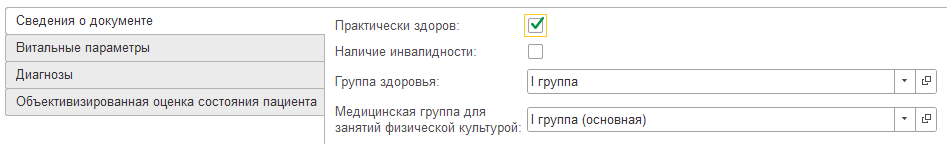 Сведения о документе
Витальные параметры
Диагнозы
Объективизированная оценка состояния пациента
Практически здоров:
Наличие инвалидности:
Группа здоровья:
I группа
Медицинская группа для
занятий физической культурой:
I группа (основная)